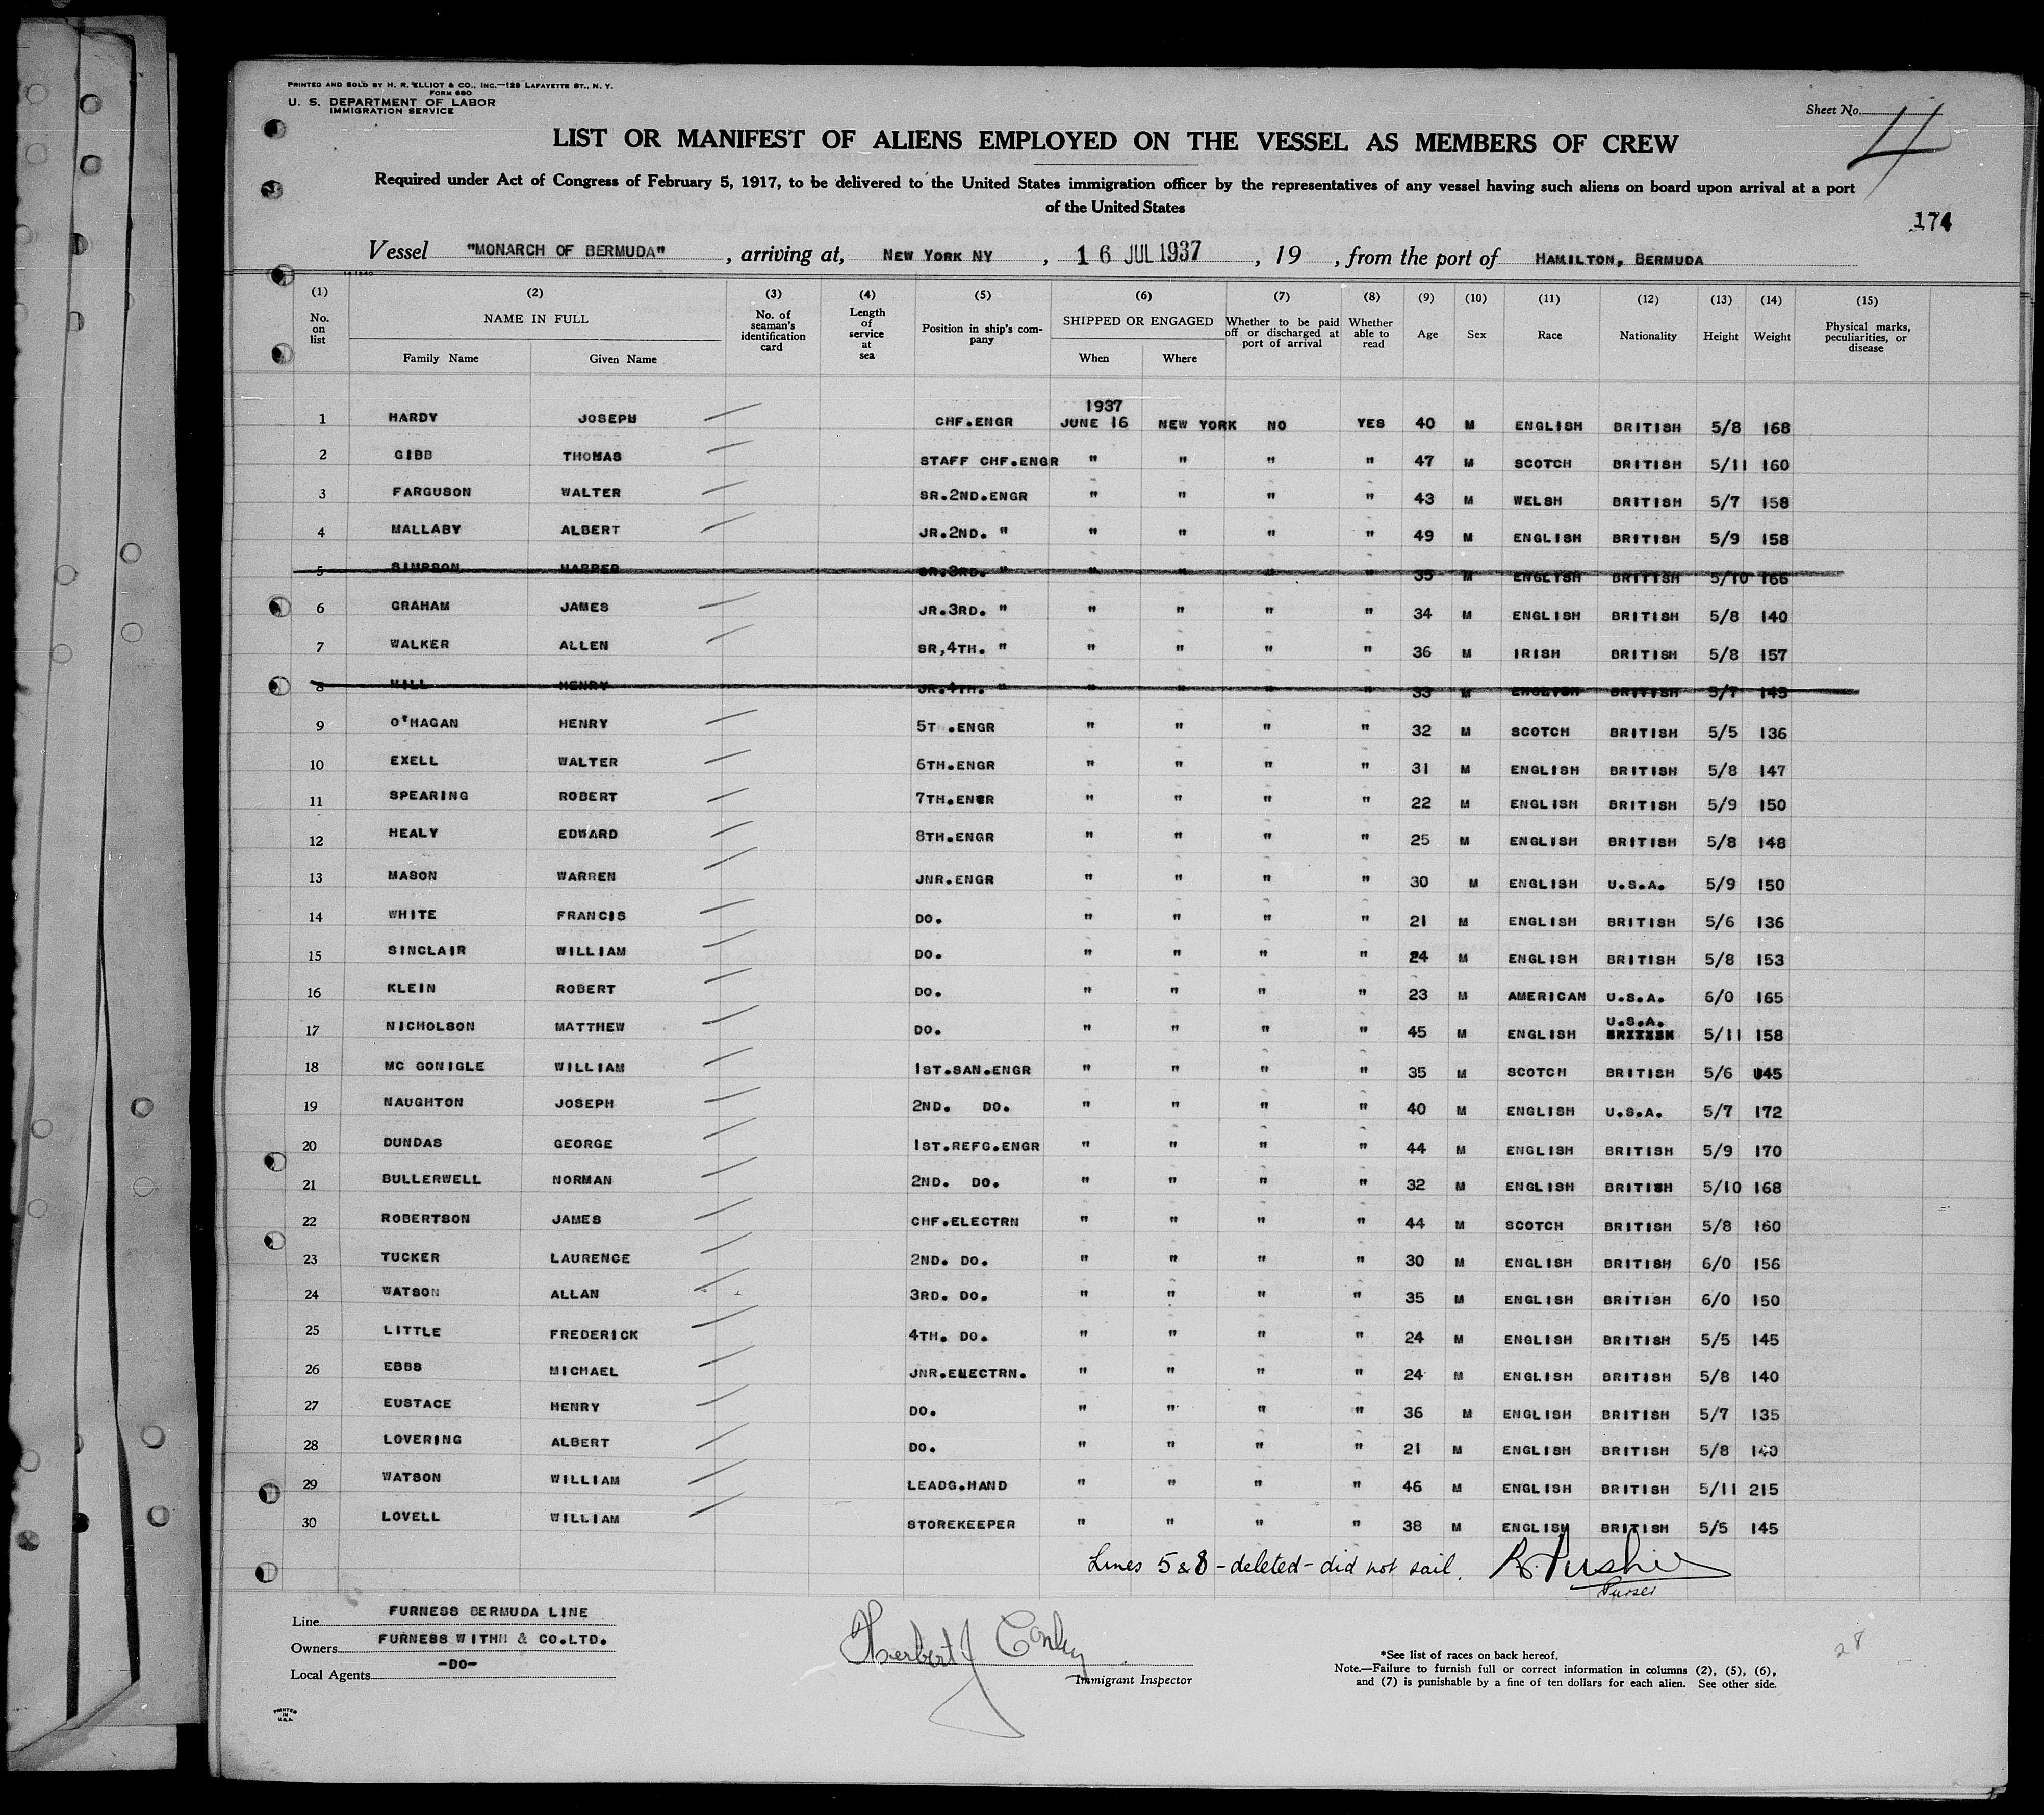 PRINTED AND SOLD BY H. R. ELLIOT & CO., INC.—129 LAFAYETTE ST., N. Y.
FORM 680
U. S. DEPARTMENT OF LABOR
IMMIGRATION SERVICE
Sheet No. 4
LIST OR MANIFEST OF ALIENS EMPLOYED ON THE VESSEL AS MEMBERS OF CREW
Required under Act of Congress of February 5, 1917, to be delivered to the United States immigration officer by the representatives of any vessel having such aliens on board upon arrival at a port
of the United States
174
Vessel "MONARCH OF BERMUDA", arriving at, NEW YORK NY, 16 JUL 1937, 19 , from the port of HAMILTON, BERMUDA
(1) No. on list (2) NAME IN FULL Family Name Given Name (3) No. of seaman's identification card (4) Length of service at sea (5) Position in ship's company (6) SHIPPED OR ENGAGED When Where (7) Whether to be paid off or discharged at port of arrival (8) Whether able to read (9) Age (10) Sex (11) Race (12) Nationality (13) Height (14) Weight (15) Physical marks, peculiarities, or disease
1937
1 HARDY JOSEPH CHF.ENGR JUNE 16 NEW YORK NO YES 40 M ENGLISH BRITISH 5/8 168
2 GIBB THOMAS STAFF CHF.ENGR " " " " 47 M SCOTCH BRITISH 5/11 160
3 FARGUSON WALTER SR.2ND.ENGR " " " " 43 M WELSH BRITISH 5/7 158
4 MALLABY ALBERT JR.2ND. " " " " " 49 M ENGLISH BRITISH 5/9 158
5 SIMPSON HARPER SR.3RD. " " " " " 35 M ENGLISH BRITISH 5/10 166
6 GRAHAM JAMES JR.3RD. " " " " " 34 M ENGLISH BRITISH 5/8 140
7 WALKER ALLEN SR,4TH. " " " " " 36 M IRISH BRITISH 5/8 157
8 HILL HENRY JR.4TH. " " " " " 33 M ENGLISH BRITISH 5/7 145
9 O'HAGAN HENRY 5T .ENGR " " " " 32 M SCOTCH BRITISH 5/5 136
10 EXELL WALTER 6TH.ENGR " " " " 31 M ENGLISH BRITISH 5/8 147
11 SPEARING ROBERT 7TH.ENGR " " " " 22 M ENGLISH BRITISH 5/9 150
12 HEALY EDWARD 8TH.ENGR " " " " 25 M ENGLISH BRITISH 5/8 148
13 MASON WARREN JNR.ENGR " " " " 30 M ENGLISH U.S.A. 5/9 150
14 WHITE FRANCIS DO. " " " " 21 M ENGLISH BRITISH 5/6 136
15 SINCLAIR WILLIAM DO. " " " " 24 M ENGLISH BRITISH 5/8 153
16 KLEIN ROBERT DO. " " " " 23 M AMERICAN U.S.A. 6/0 165
17 NICHOLSON MATTHEW DO. " " " " 45 M ENGLISH U.S.A. 5/11 158
18 MC GONIGLE WILLIAM 1ST.SAN.ENGR " " " " 35 M SCOTCH BRITISH 5/6 145
19 NAUGHTON JOSEPH 2ND. DO. " " " " 40 M ENGLISH U.S.A. 5/7 172
20 DUNDAS GEORGE 1ST.REFG.ENGR " " " " 44 M ENGLISH BRITISH 5/9 170
21 BULLERWELL NORMAN 2ND. DO. " " " " 32 M ENGLISH BRITISH 5/10 168
22 ROBERTSON JAMES CHF.ELECTRN " " " " 44 M SCOTCH BRITISH 5/8 160
23 TUCKER LAURENCE 2ND. DO. " " " " 30 M ENGLISH BRITISH 6/0 156
24 WATSON ALLAN 3RD. DO. " " " " 35 M ENGLISH BRITISH 6/0 150
25 LITTLE FREDERICK 4TH. DO. " " " " 24 M ENGLISH BRITISH 5/5 145
26 EBBS MICHAEL JNR.ELECTRN. " " " " 24 M ENGLISH BRITISH 5/8 140
27 EUSTACE HENRY DO. " " " " 36 M ENGLISH BRITISH 5/7 135
28 LOVERING ALBERT DO. " " " " 21 M ENGLISH BRITISH 5/8 140
29 WATSON WILLIAM LEADG.HAND " " " " 46 M ENGLISH BRITISH 5/11 215
30 LOVELL WILLIAM STOREKEEPER " " " " 38 M ENGLISH BRITISH 5/5 145
Lines 5 & 8 - deleted - did not sail.
Purser
Line FURNESS BERMUDA LINE
Owners FURNESS WITHH & CO.LTD.
Local Agents -DO-
Herbert J Conley
Immigrant Inspector
*See list of races on back hereof.
Note.—Failure to furnish full or correct information in columns (2), (5), (6),
and (7) is punishable by a fine of ten dollars for each alien. See other side.
28
PRINTED IN U.S.A.